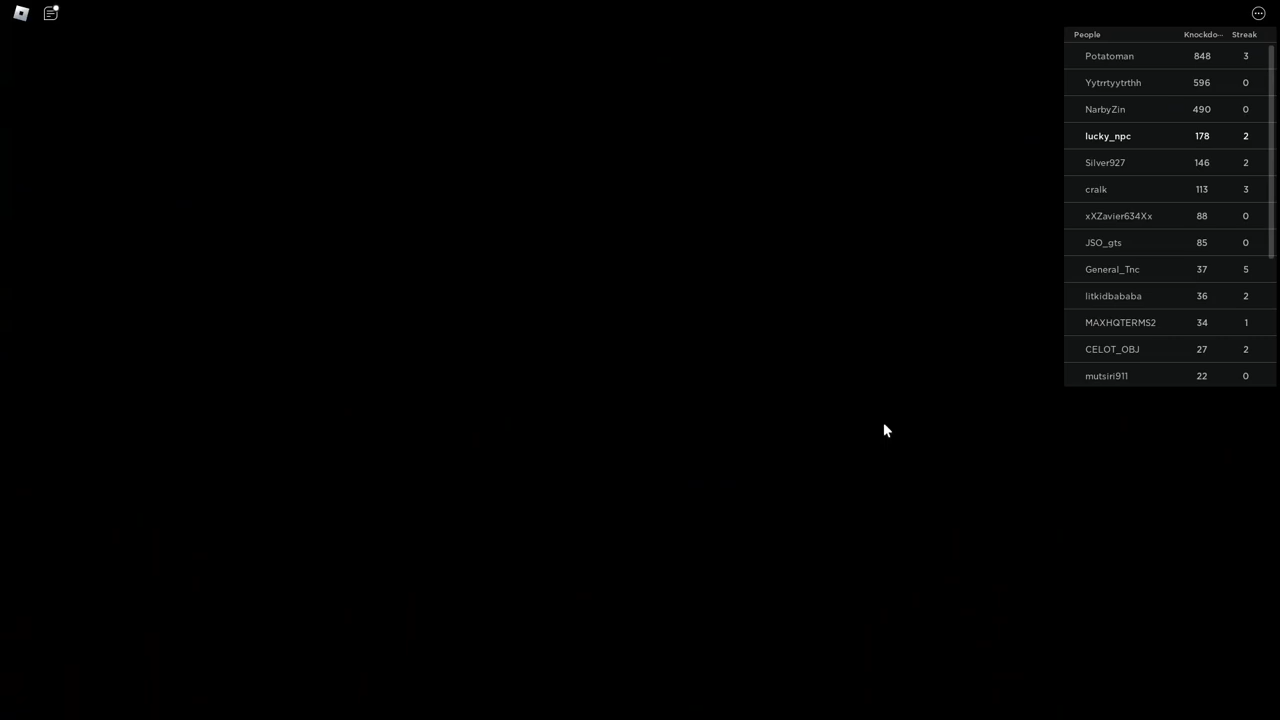 People Knockdo... Streak
Potatoman 848 3
Yytrrtyytrthh 596 0
NarbyZin 490 0
lucky_npc 178 2
Silver927 146 2
cralk 113 3
xXZavier634Xx 88 0
JSO_gts 85 0
General_Tnc 37 5
litkidbababa 36 2
MAXHQTERMS2 34 1
CELOT_OBJ 27 2
mutsiri911 22 0